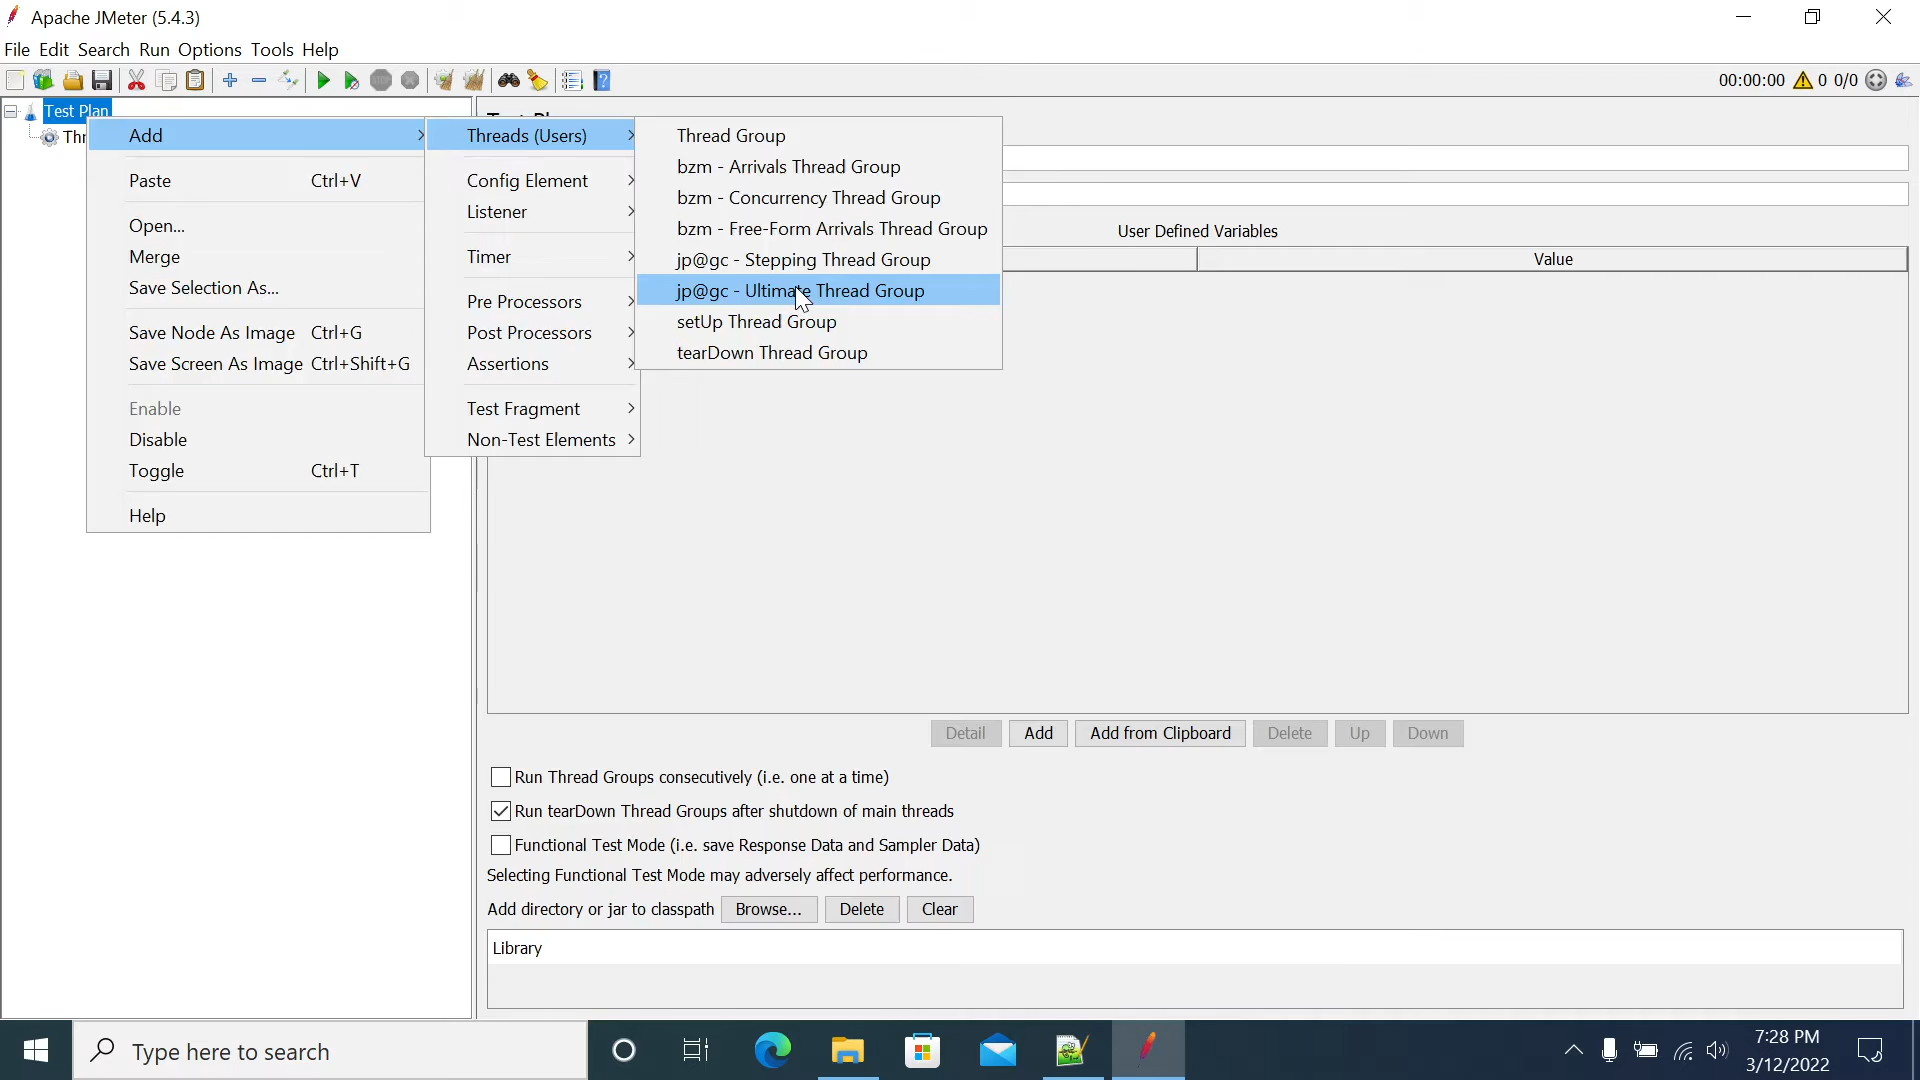 Apache JMeter (5.4.3)
File Edit Search Run Options Tools Help
00:00:00 0 0/0
Test Plan
Thr
Add
Paste Ctrl+V
Open...
Merge
Save Selection As...
Save Node As Image Ctrl+G
Save Screen As Image Ctrl+Shift+G
Enable
Disable
Toggle Ctrl+T
Help
Threads (Users)
Config Element
Listener
Timer
Pre Processors
Post Processors
Assertions
Test Fragment
Non-Test Elements
Thread Group
bzm - Arrivals Thread Group
bzm - Concurrency Thread Group
bzm - Free-Form Arrivals Thread Group
jp@gc - Stepping Thread Group
jp@gc - Ultimate Thread Group
setUp Thread Group
tearDown Thread Group
User Defined Variables
Value
Detail Add Add from Clipboard Delete Up Down
Run Thread Groups consecutively (i.e. one at a time)
Run tearDown Thread Groups after shutdown of main threads
Functional Test Mode (i.e. save Response Data and Sampler Data)
Selecting Functional Test Mode may adversely affect performance.
Add directory or jar to classpath Browse... Delete Clear
Library
Type here to search
7:28 PM
3/12/2022